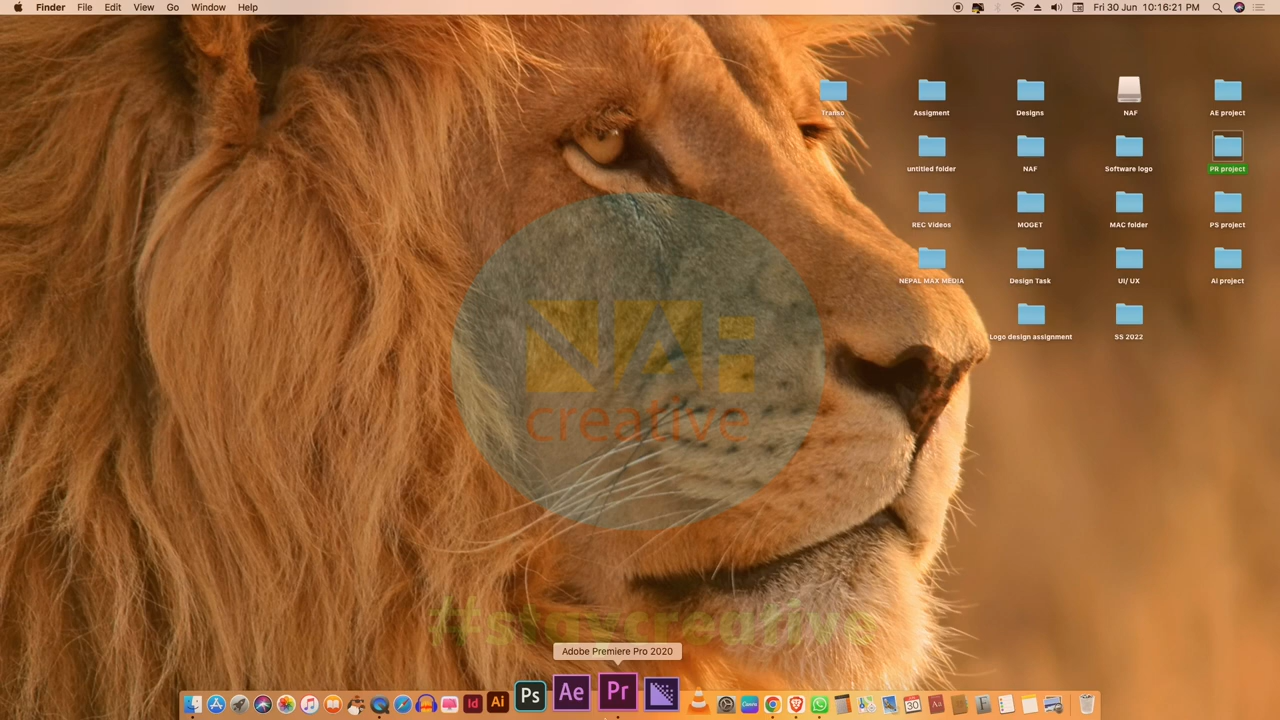 Finder File Edit View Go Window Help
Fri 30 Jun 10:16:21 PM
Transo
Assigment
Designs
NAF
AE project
untitled folder
NAF
Software logo
PR project
REC Videos
MOGET
MAC folder
PS project
NEPAL MAX MEDIA
Design Task
UI/ UX
Ai project
Logo design assignment
SS 2022
NAF
creative
#staycreative
Adobe Premiere Pro 2020
Id
Ai
Ps
Ae
Pr
Canva
30
Aa